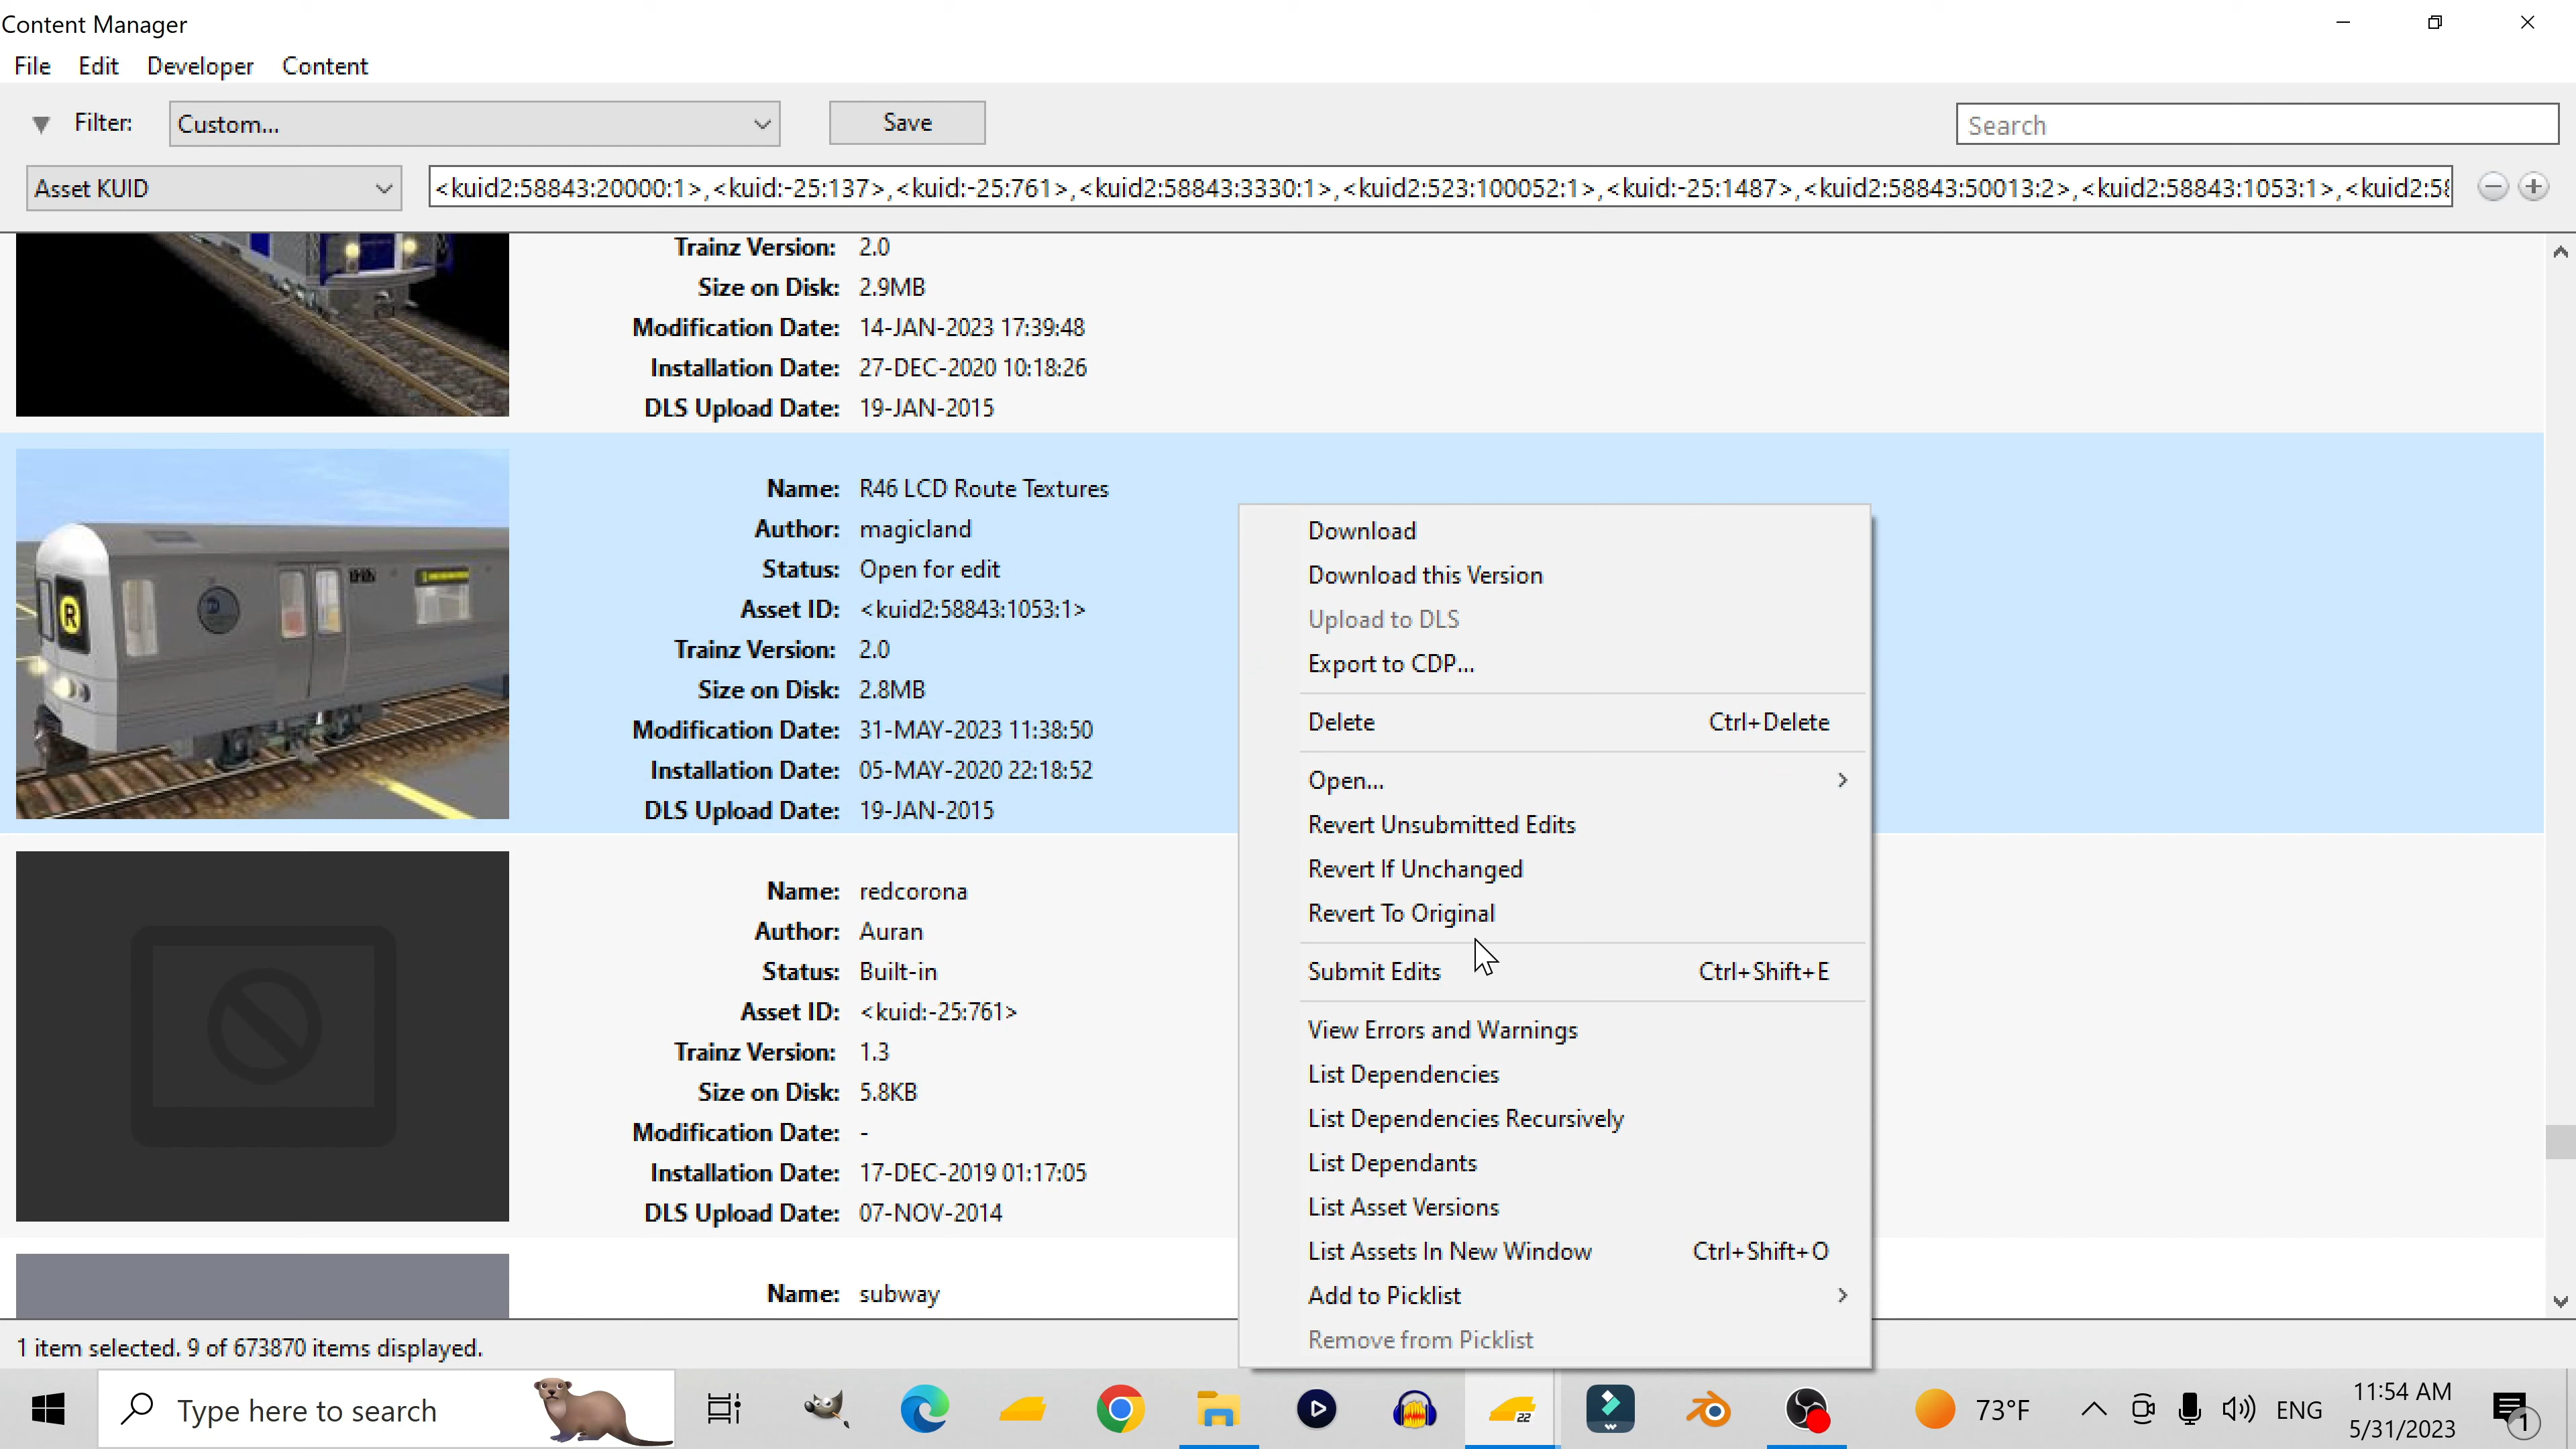 Content Manager
File Edit Developer Content
Filter: Custom... Save Search
Asset KUID <kuid2:58843:20000:1>,<kuid:-25:137>,<kuid:-25:761>,<kuid2:58843:3330:1>,<kuid2:523:100052:1>,<kuid:-25:1487>,<kuid2:58843:50013:2>,<kuid2:58843:1053:1>,<kuid2:58
Trainz Version: 2.0
Size on Disk: 2.9MB
Modification Date: 14-JAN-2023 17:39:48
Installation Date: 27-DEC-2020 10:18:26
DLS Upload Date: 19-JAN-2015
R
Name: R46 LCD Route Textures
Author: magicland
Status: Open for edit
Asset ID: <kuid2:58843:1053:1>
Trainz Version: 2.0
Size on Disk: 2.8MB
Modification Date: 31-MAY-2023 11:38:50
Installation Date: 05-MAY-2020 22:18:52
DLS Upload Date: 19-JAN-2015
Name: redcorona
Author: Auran
Status: Built-in
Asset ID: <kuid:-25:761>
Trainz Version: 1.3
Size on Disk: 5.8KB
Modification Date: -
Installation Date: 17-DEC-2019 01:17:05
DLS Upload Date: 07-NOV-2014
Name: subway
Download
Download this Version
Upload to DLS
Export to CDP...
Delete Ctrl+Delete
Open...
Revert Unsubmitted Edits
Revert If Unchanged
Revert To Original
Submit Edits Ctrl+Shift+E
View Errors and Warnings
List Dependencies
List Dependencies Recursively
List Dependants
List Asset Versions
List Assets In New Window Ctrl+Shift+O
Add to Picklist
Remove from Picklist
1 item selected. 9 of 673870 items displayed.
Type here to search
22
73°F
ENG
11:54 AM
5/31/2023
1